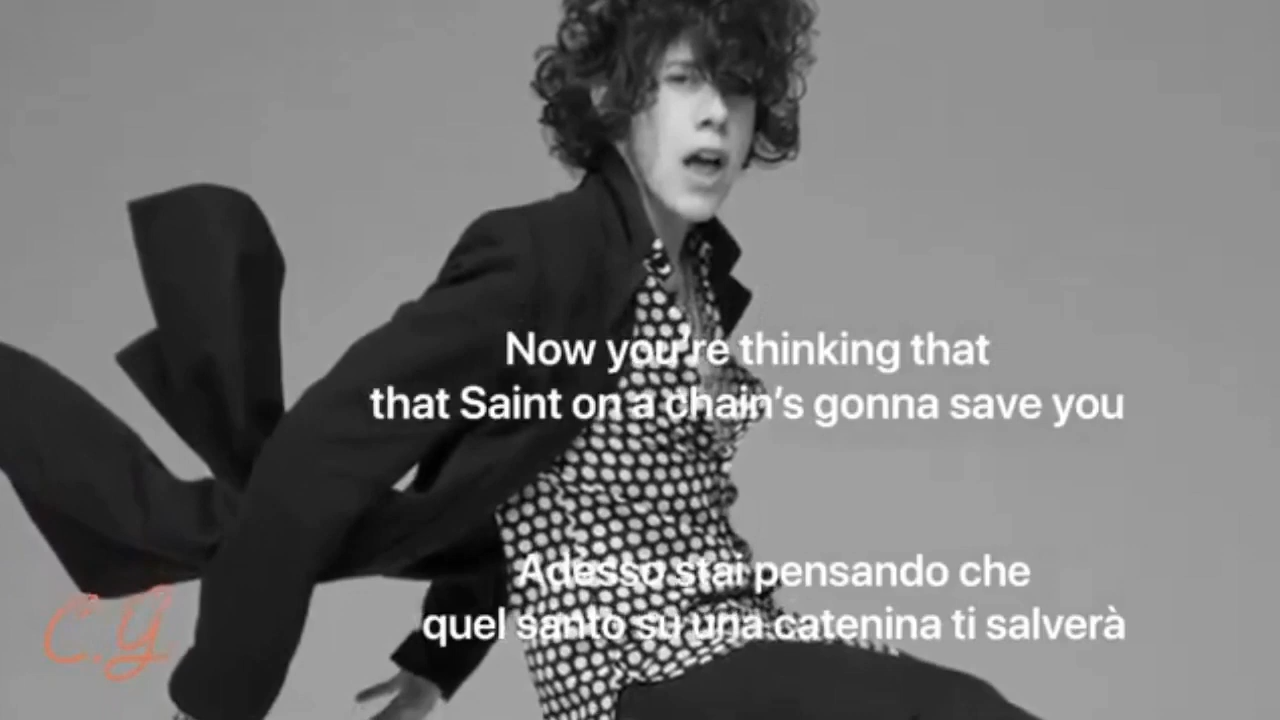 Now you're thinking that
that Saint on a chain's gonna save you
Adesso stai pensando che
quel santo su una catenina ti salverà
C.G